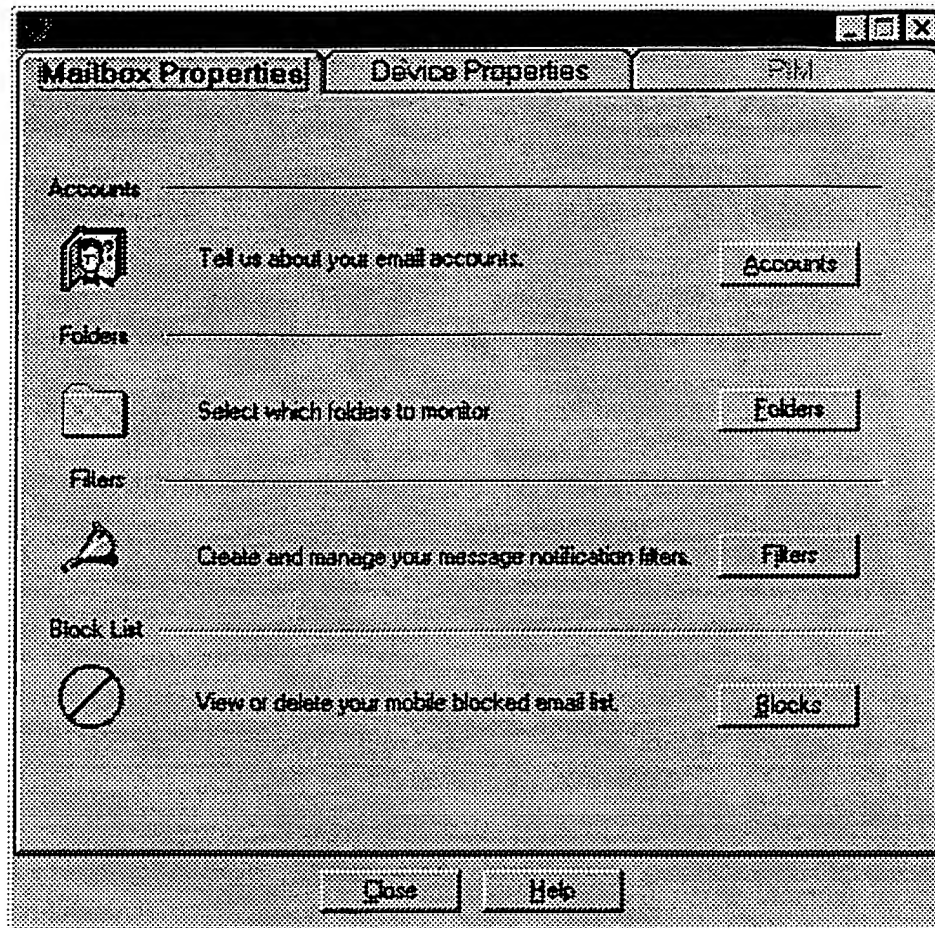 Mailbox Properties Device Properties PIM
Accounts
Tell us about your email accounts. Accounts
Folders
Select which folders to monitor Folders
Filters
Create and manage your message notification filters. Filters
Block List
View or delete your mobile blocked email list. Blocks
Close Help